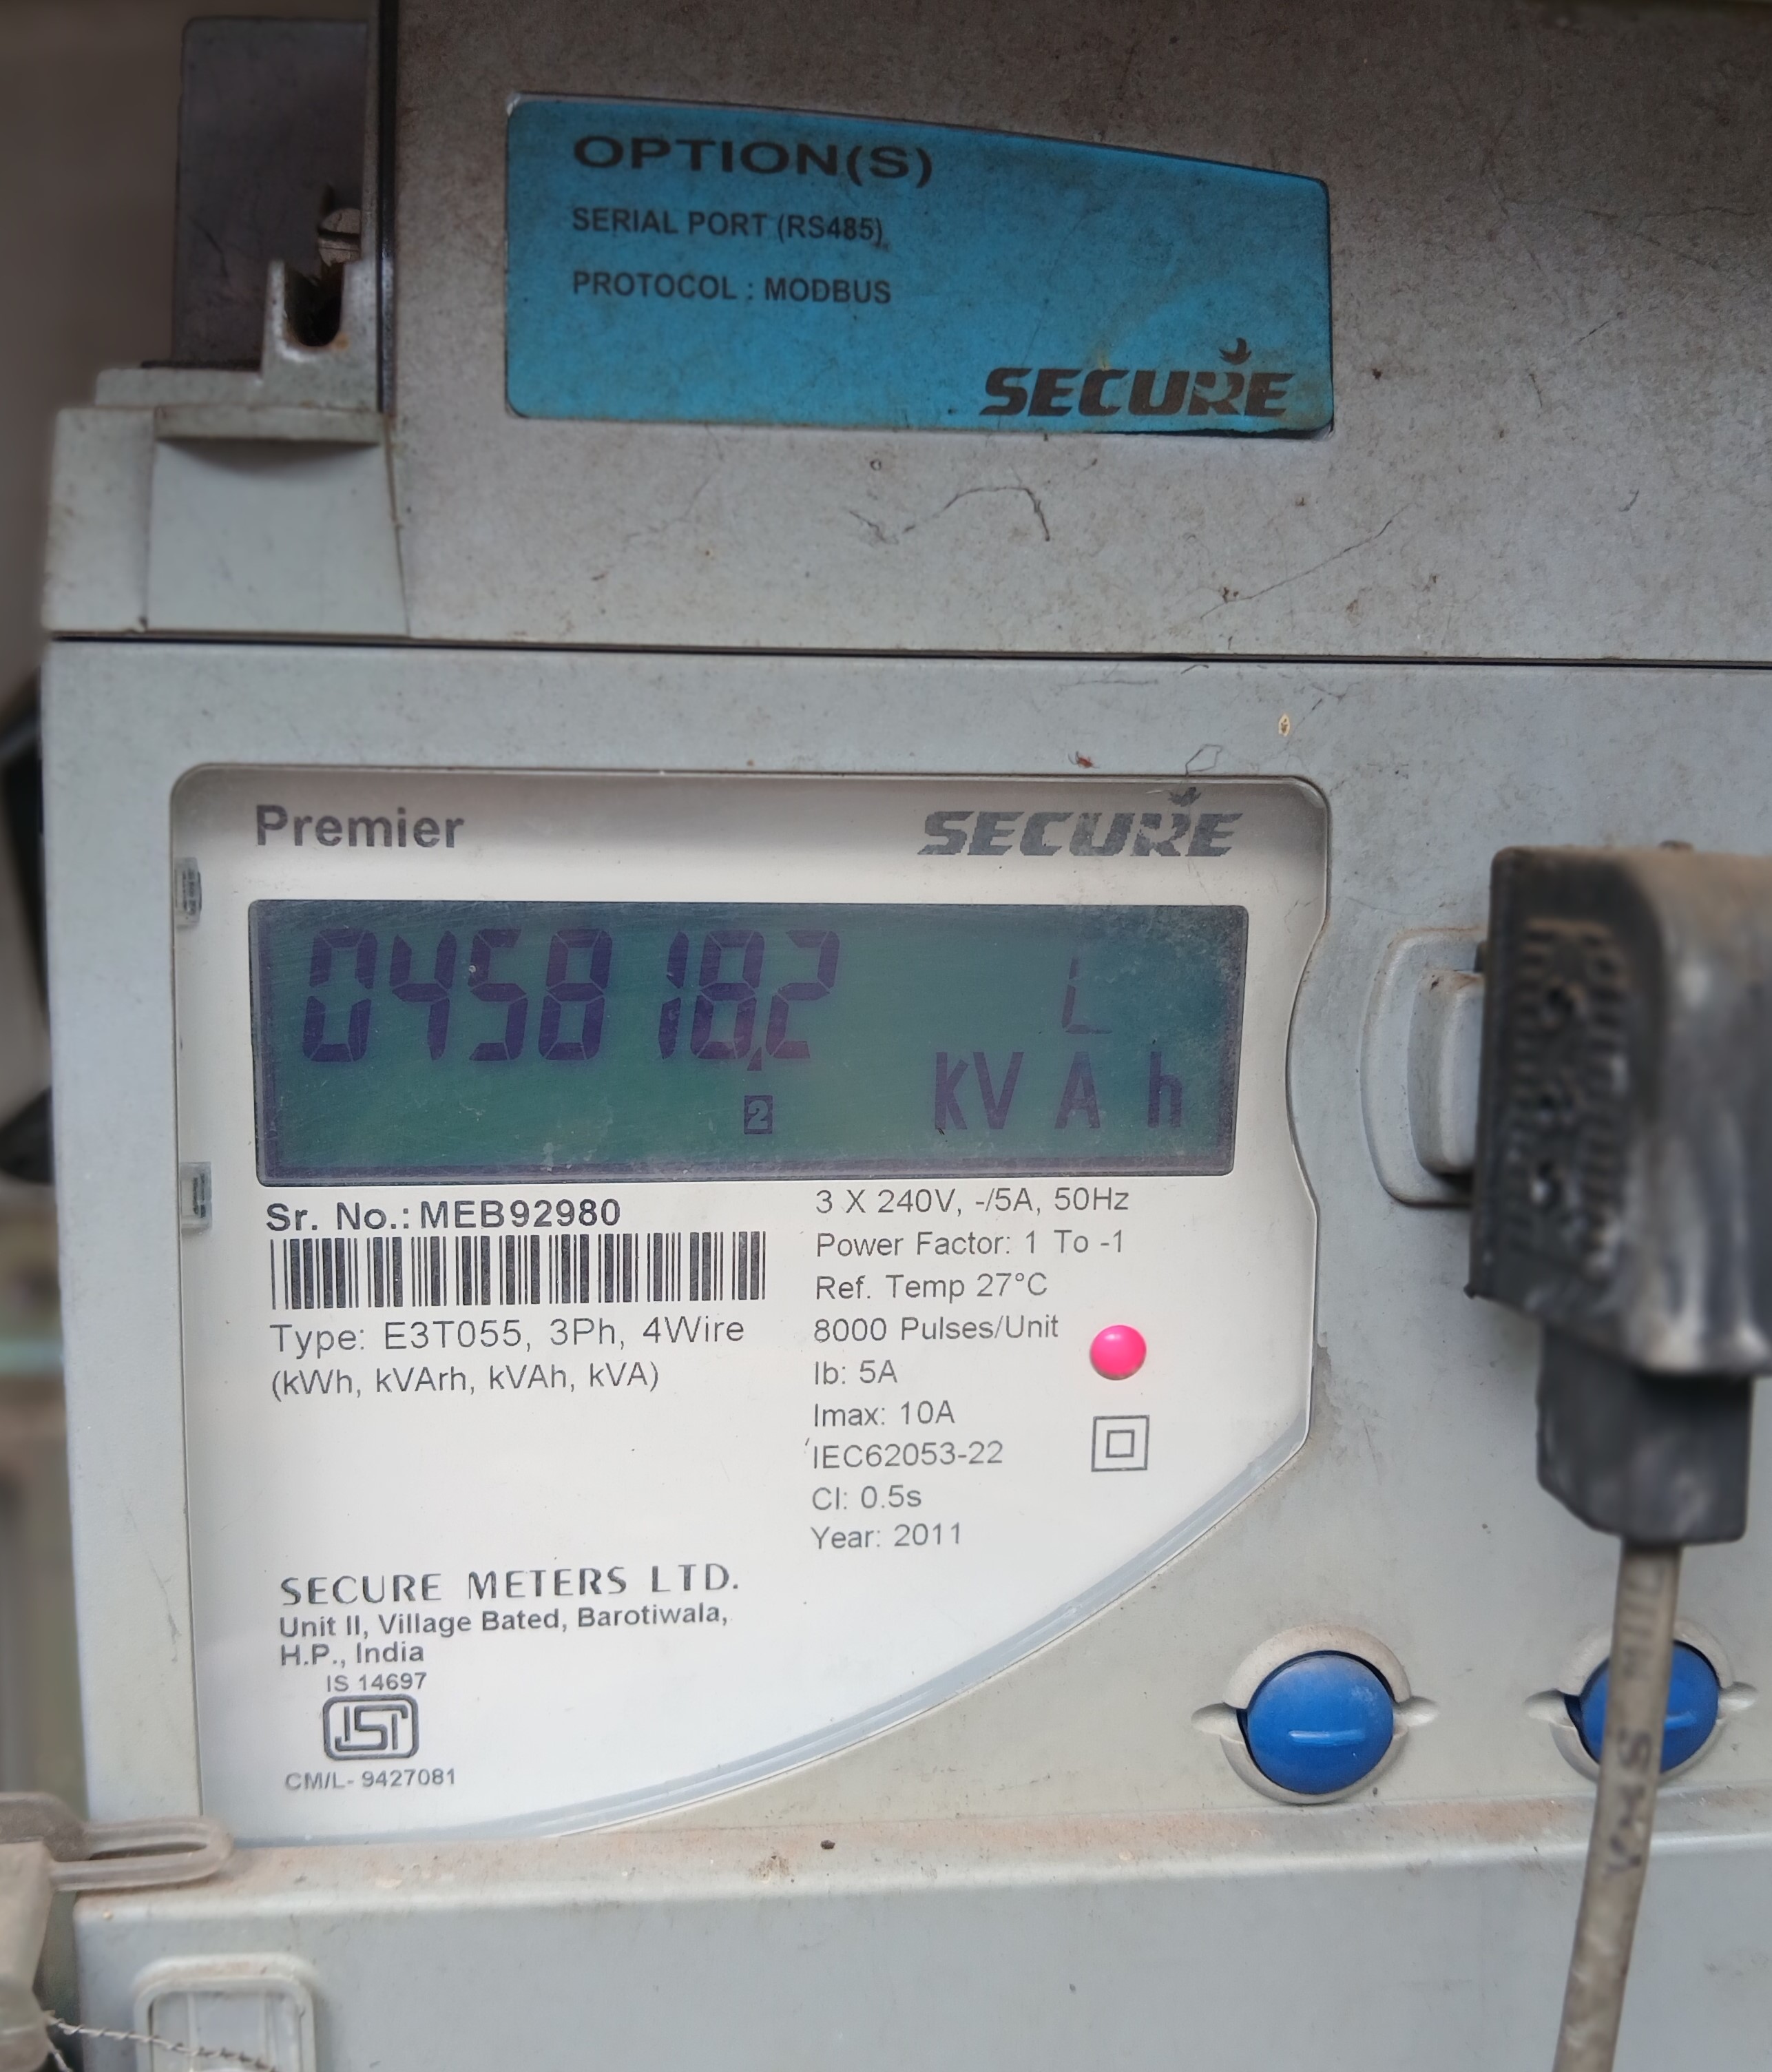 OPTION(S)
SERIAL PORT (RS485)
PROTOCOL : MODBUS
SECURE
Premier
SECURE
045818.2 L
2 KVAh
Sr. No.: MEB92980
Type: E3T055, 3Ph, 4Wire
(kWh, kVArh, kVAh, kVA)
3 X 240V, -/5A, 50Hz
Power Factor: 1 To -1
Ref. Temp 27°C
8000 Pulses/Unit
Ib: 5A
Imax: 10A
IEC62053-22
Cl: 0.5s
Year: 2011
SECURE METERS LTD.
Unit II, Village Bated, Barotiwala,
H.P., India
IS 14697
ISI
CM/L- 9427081